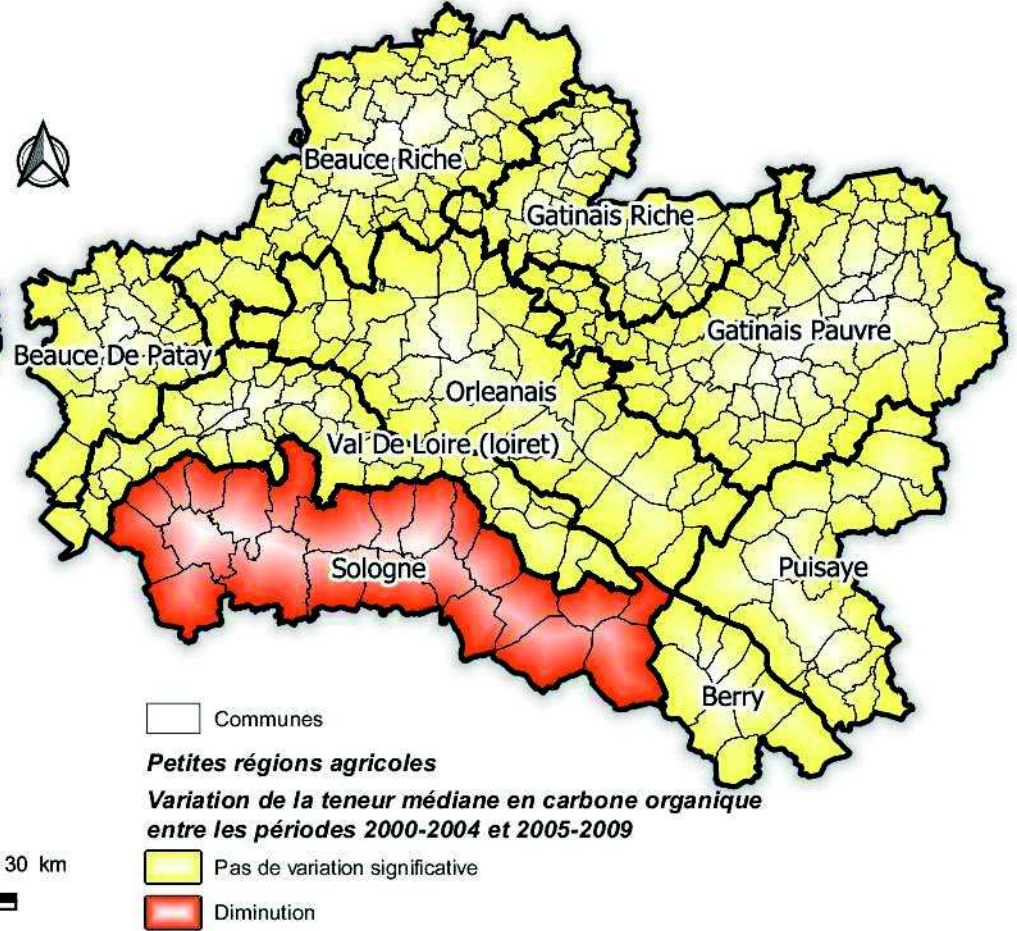 Beauce Riche
Gatinais Riche
Gatinais Pauvre
Beauce De Patay
Orleanais
Val De Loire (loiret)
Sologne
Puisaye
Berry
Communes
Petites régions agricoles
Variation de la teneur médiane en carbone organique
entre les périodes 2000-2004 et 2005-2009
30 km
Pas de variation significative
Diminution